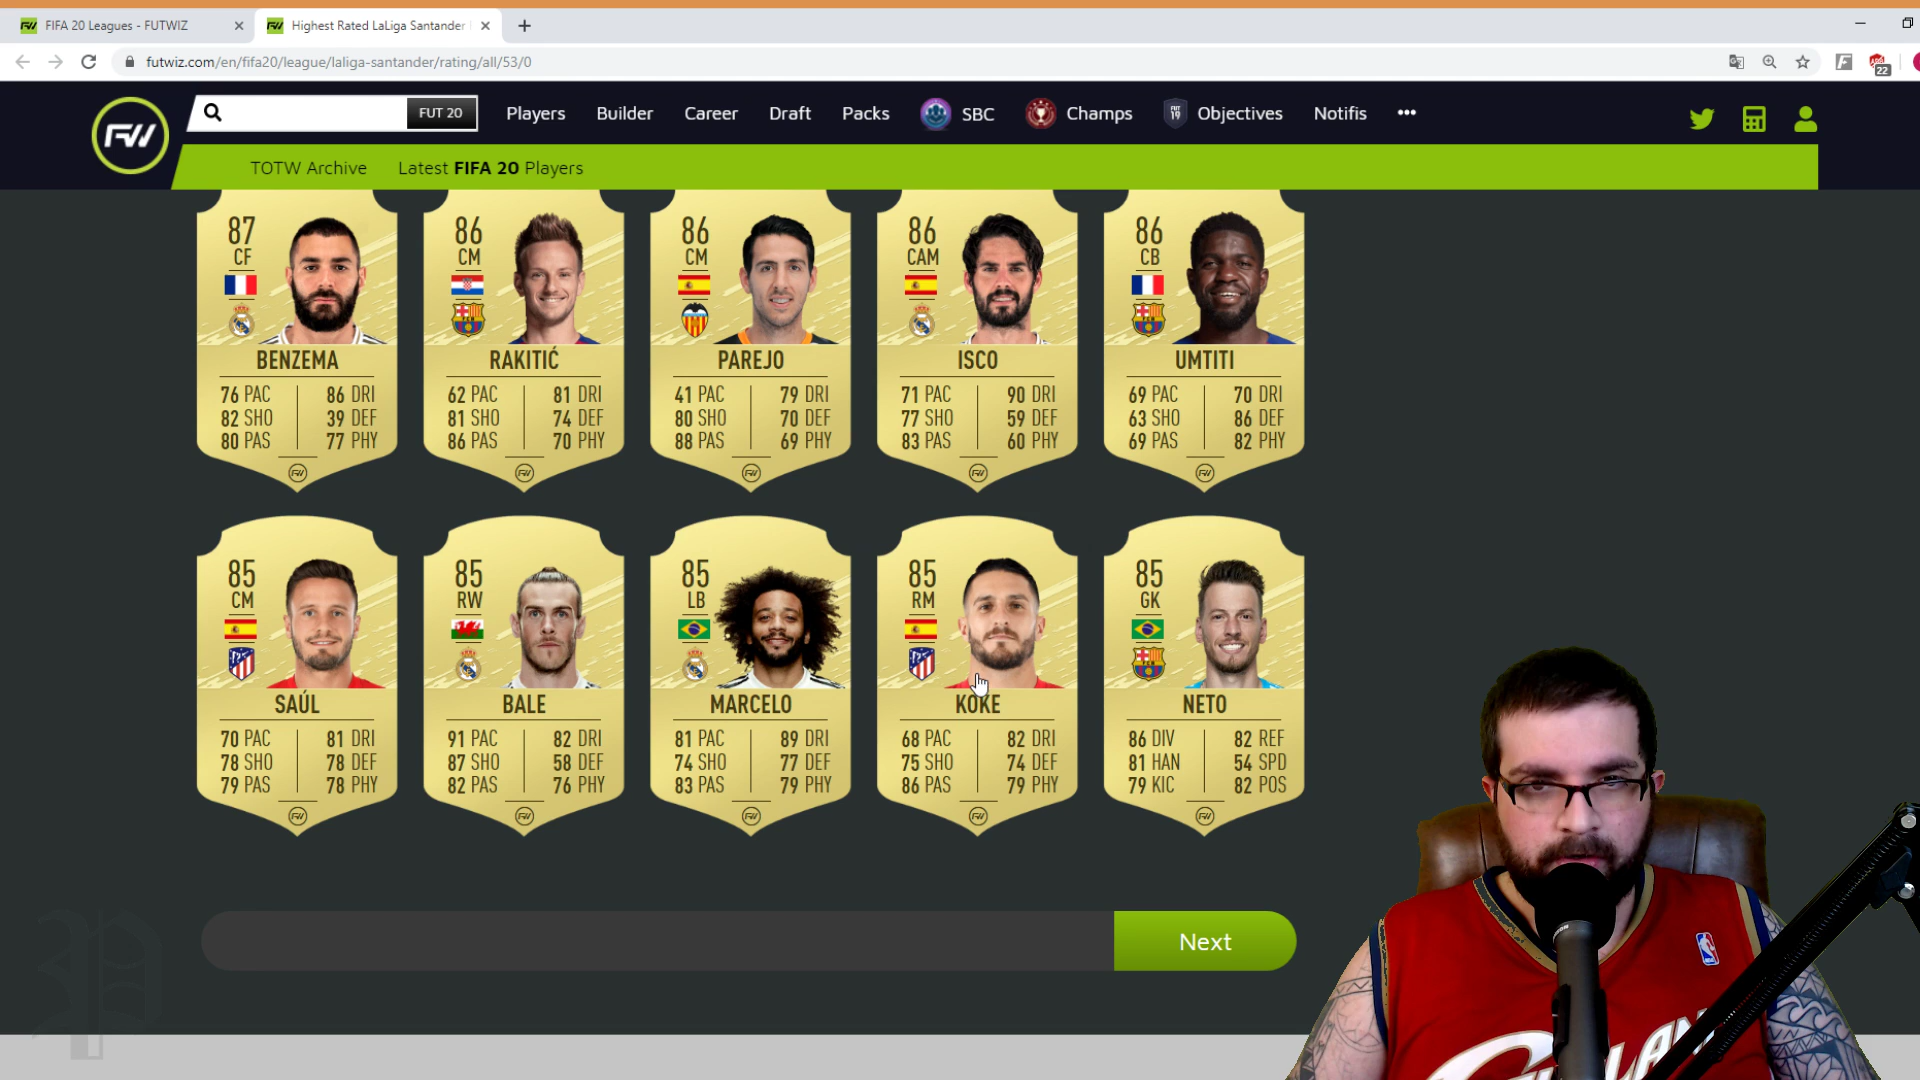 FIFA 20 Leagues - FUTWIZ
Highest Rated LaLiga Santander
futwiz.com/en/fifa20/league/laliga-santander/rating/all/53/0
22
FW
FUT 20
Players
Builder
Career
Draft
Packs
SBC
Champs
FUT 19
Objectives
Notifis
•••
TOTW Archive
Latest FIFA 20 Players
87
CF
BENZEMA
76 PAC 86 DRI
82 SHO 39 DEF
80 PAS 77 PHY
86
CM
RAKITIĆ
62 PAC 81 DRI
81 SHO 74 DEF
86 PAS 70 PHY
86
CM
PAREJO
41 PAC 79 DRI
80 SHO 70 DEF
88 PAS 69 PHY
86
CAM
ISCO
71 PAC 90 DRI
77 SHO 59 DEF
83 PAS 60 PHY
86
CB
UMTITI
69 PAC 70 DRI
63 SHO 86 DEF
69 PAS 82 PHY
85
CM
SAÚL
70 PAC 81 DRI
78 SHO 78 DEF
79 PAS 78 PHY
85
RW
BALE
91 PAC 82 DRI
87 SHO 58 DEF
82 PAS 76 PHY
85
LB
MARCELO
81 PAC 89 DRI
74 SHO 77 DEF
83 PAS 79 PHY
85
RM
KOKE
68 PAC 82 DRI
75 SHO 74 DEF
86 PAS 79 PHY
85
GK
NETO
86 DIV 82 REF
81 HAN 54 SPD
79 KIC 82 POS
Next
P